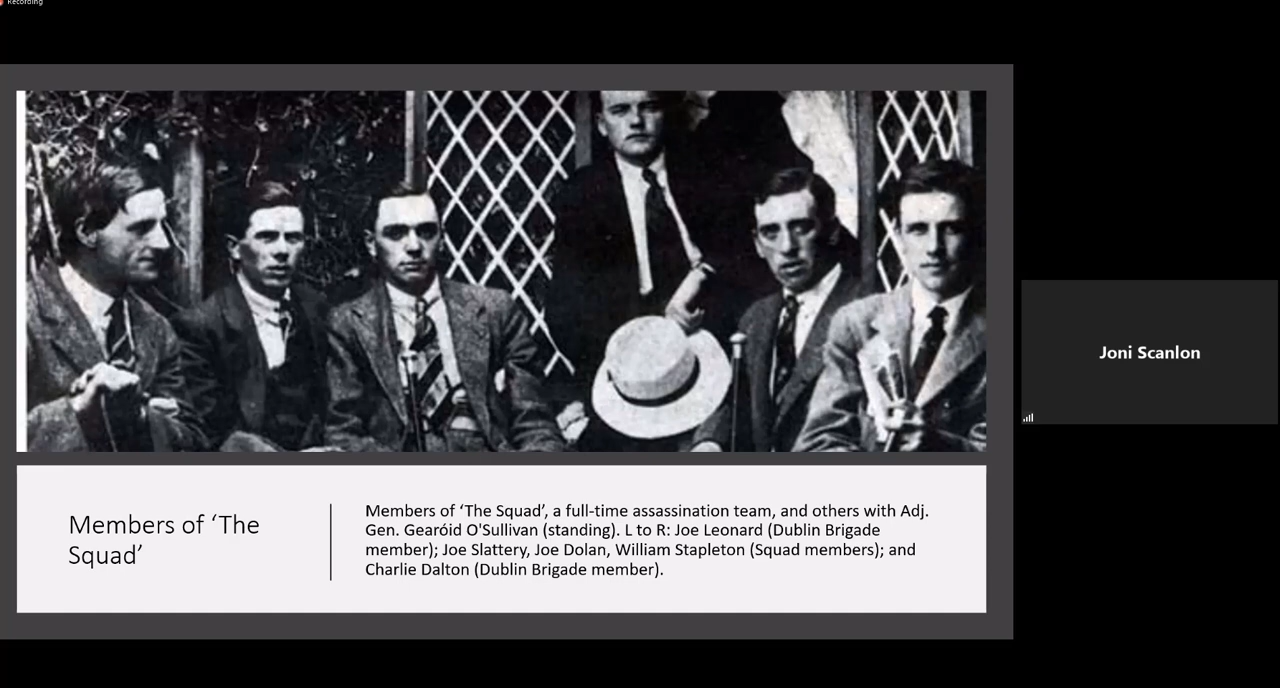 Recording
Members of ‘The
Squad’
Members of ‘The Squad’, a full-time assassination team, and others with Adj.
Gen. Gearóid O'Sullivan (standing). L to R: Joe Leonard (Dublin Brigade
member); Joe Slattery, Joe Dolan, William Stapleton (Squad members); and
Charlie Dalton (Dublin Brigade member).
Joni Scanlon